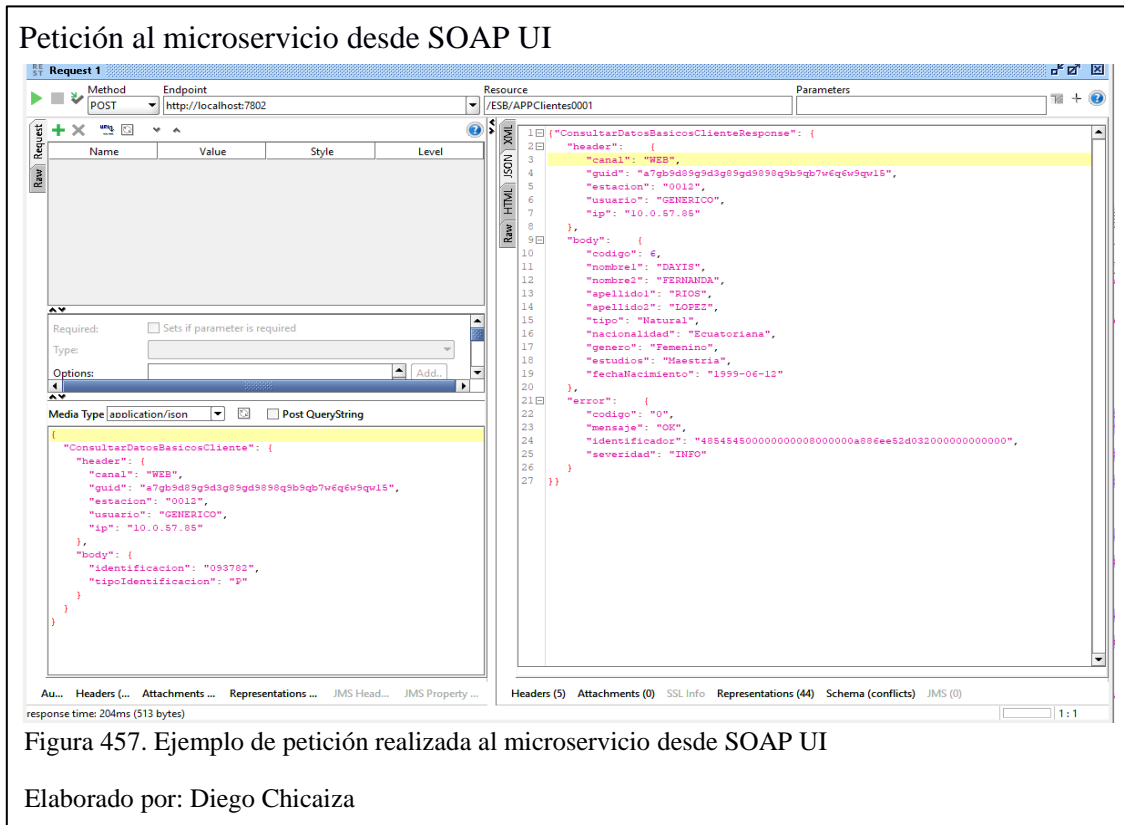 Petición al microservicio desde SOAP UI
REST Request 1
Method Endpoint Resource Parameters
POST http://localhost:7802 /ESB/APPClientes0001
Request
Raw
Name Value Style Level
Required: Sets if parameter is required
Type:
Options: Add..
Media Type application/json Post QueryString
{
"ConsultarDatosBasicosCliente": {
"header": {
"canal": "WEB",
"guid": "a7gb9d89g9d3g89gd9898q9b9qb7w6q6w9qw15",
"estacion": "0012",
"usuario": "GENERICO",
"ip": "10.0.57.85"
},
"body": {
"identificacion": "093782",
"tipoIdentificacion": "P"
}
}
}
Au... Headers (... Attachments ... Representations ... JMS Head... JMS Property ...
XML
JSON
HTML
Raw
1 {"ConsultarDatosBasicosClienteResponse": {
2 "header": {
3 "canal": "WEB",
4 "guid": "a7gb9d89g9d3g89gd9898q9b9qb7w6q6w9qw15",
5 "estacion": "0012",
6 "usuario": "GENERICO",
7 "ip": "10.0.57.85"
8 },
9 "body": {
10 "codigo": 6,
11 "nombre1": "DAYIS",
12 "nombre2": "FERNANDA",
13 "apellido1": "RIOS",
14 "apellido2": "LOPEZ",
15 "tipo": "Natural",
16 "nacionalidad": "Ecuatoriana",
17 "genero": "Femenino",
18 "estudios": "Maestria",
19 "fechaNacimiento": "1999-06-12"
20 },
21 "error": {
22 "codigo": "0",
23 "mensaje": "OK",
24 "identificador": "485454500000000008000000a886ee52d032000000000000",
25 "severidad": "INFO"
26 }
27 }}
Headers (5) Attachments (0) SSL Info Representations (44) Schema (conflicts) JMS (0)
response time: 204ms (513 bytes) 1 : 1
Figura 457. Ejemplo de petición realizada al microservicio desde SOAP UI
Elaborado por: Diego Chicaiza